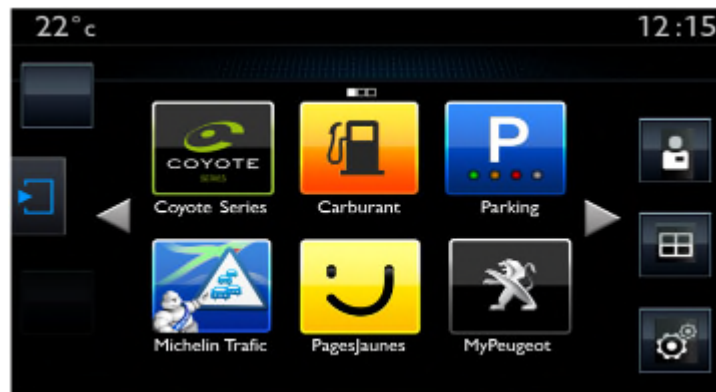 22°c
12:15
COYOTE
SERIES
P
Coyote Series
Carburant
Parking
Michelin Trafic
PagesJaunes
MyPeugeot